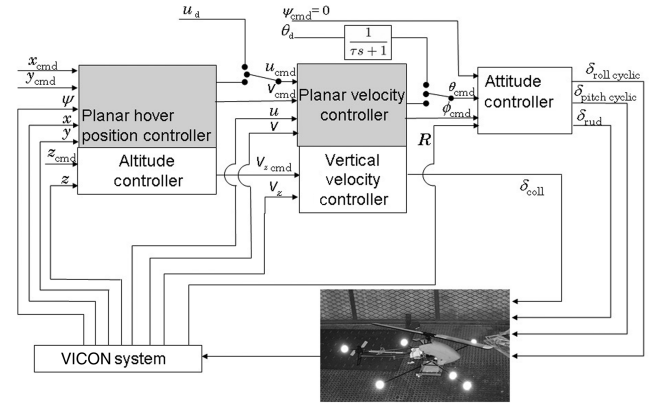 u_d
ψ_cmd = 0
θ_d
1
τs + 1
x_cmd
y_cmd
ψ
x
y
z_cmd
z
Planar hover
position controller
Altitude
controller
u_cmd
v_cmd
u
v
v_z cmd
v_z
Planar velocity
controller
Vertical
velocity
controller
θ_cmd
ϕ_cmd
R
Attitude
controller
δ_roll cyclic
δ_pitch cyclic
δ_rud
δ_coll
VICON system